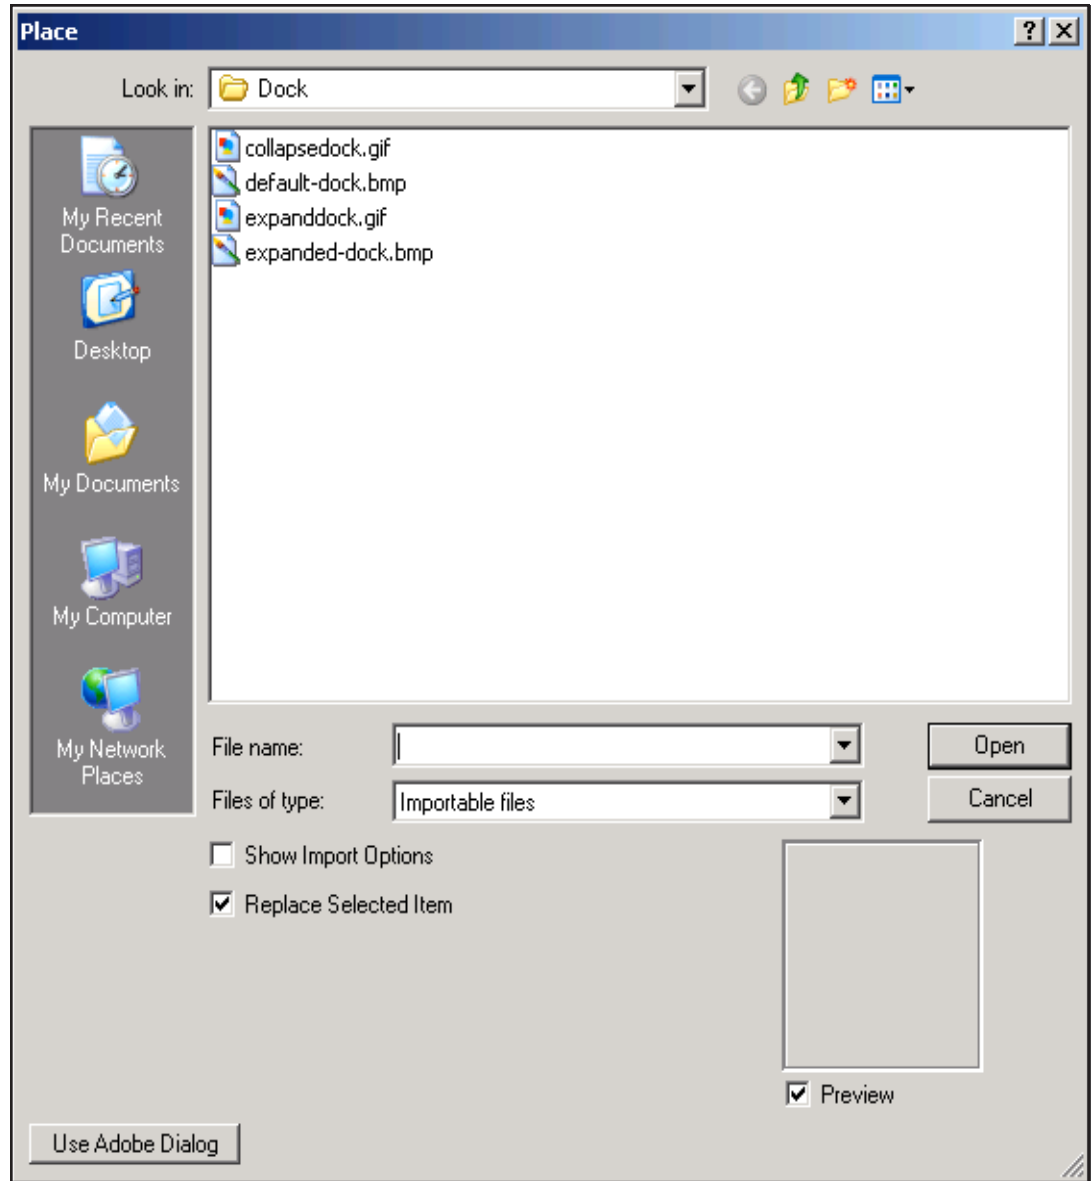 Place
Look in:
Dock
My Recent
Documents
Desktop
My Documents
My Computer
My Network
Places
collapsedock.gif
default-dock.bmp
expanddock.gif
expanded-dock.bmp
File name:
Open
Files of type:
Importable files
Cancel
Show Import Options
Replace Selected Item
Preview
Use Adobe Dialog